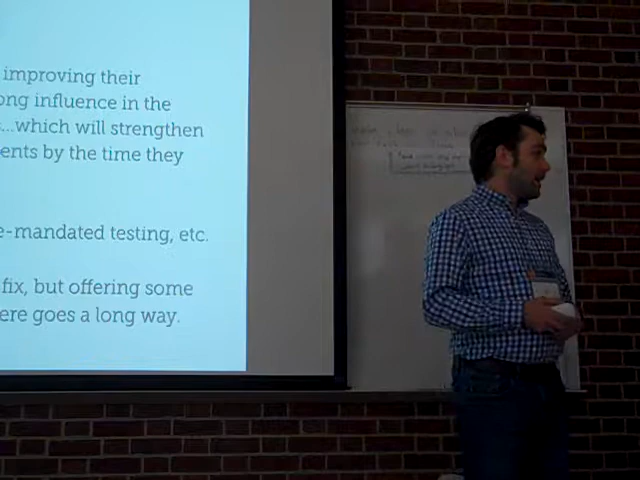 improving their
ong influence in the
s...which will strengthen
ents by the time they
e-mandated testing, etc.
fix, but offering some
ere goes a long way.